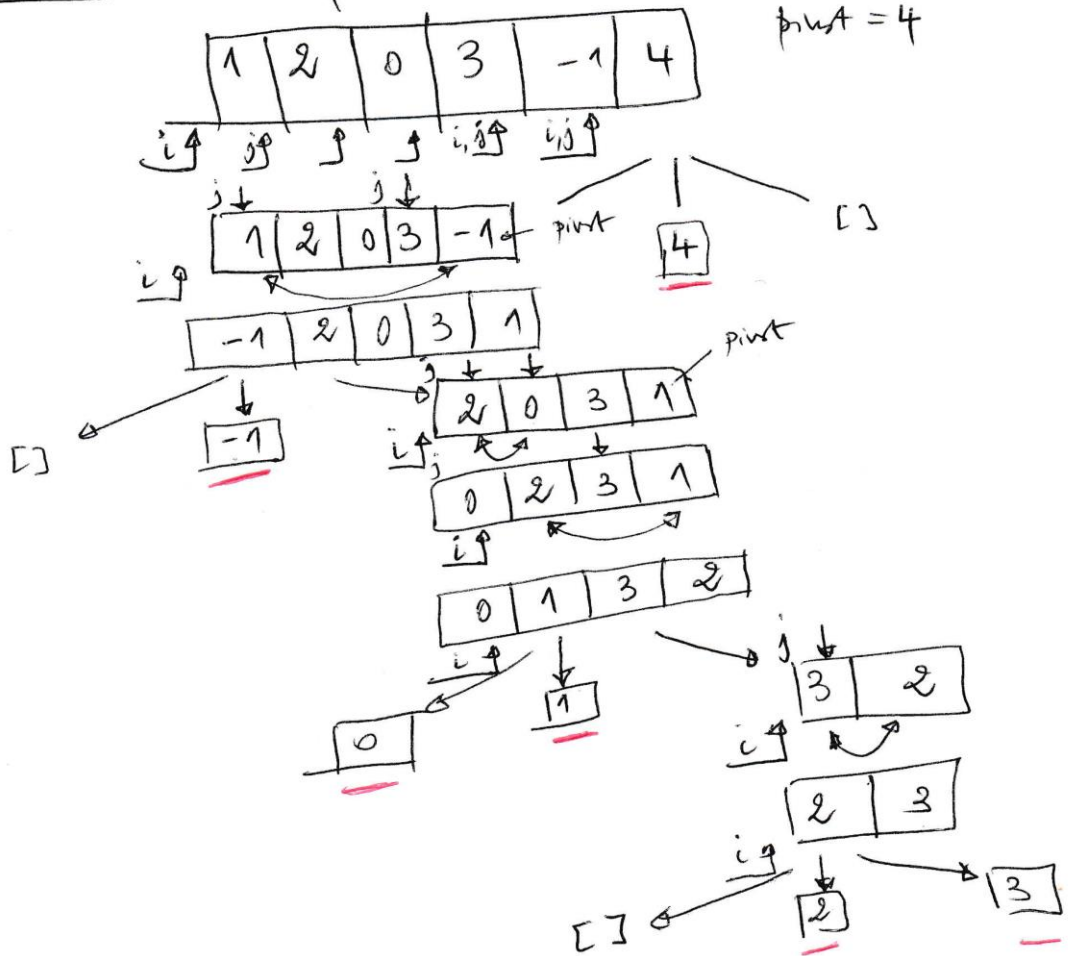 pivot = 4
1 2 0 3 -1 4
i j i,j i,j
j j
1 2 0 3 -1 pivot
4 [ ]
i
-1 2 0 3 1
pivot
j
2 0 3 1
[ ] -1 i
j
0 2 3 1
i
0 1 3 2
i j
3 2
0 1
i
2 3
i
[ ] 2 3